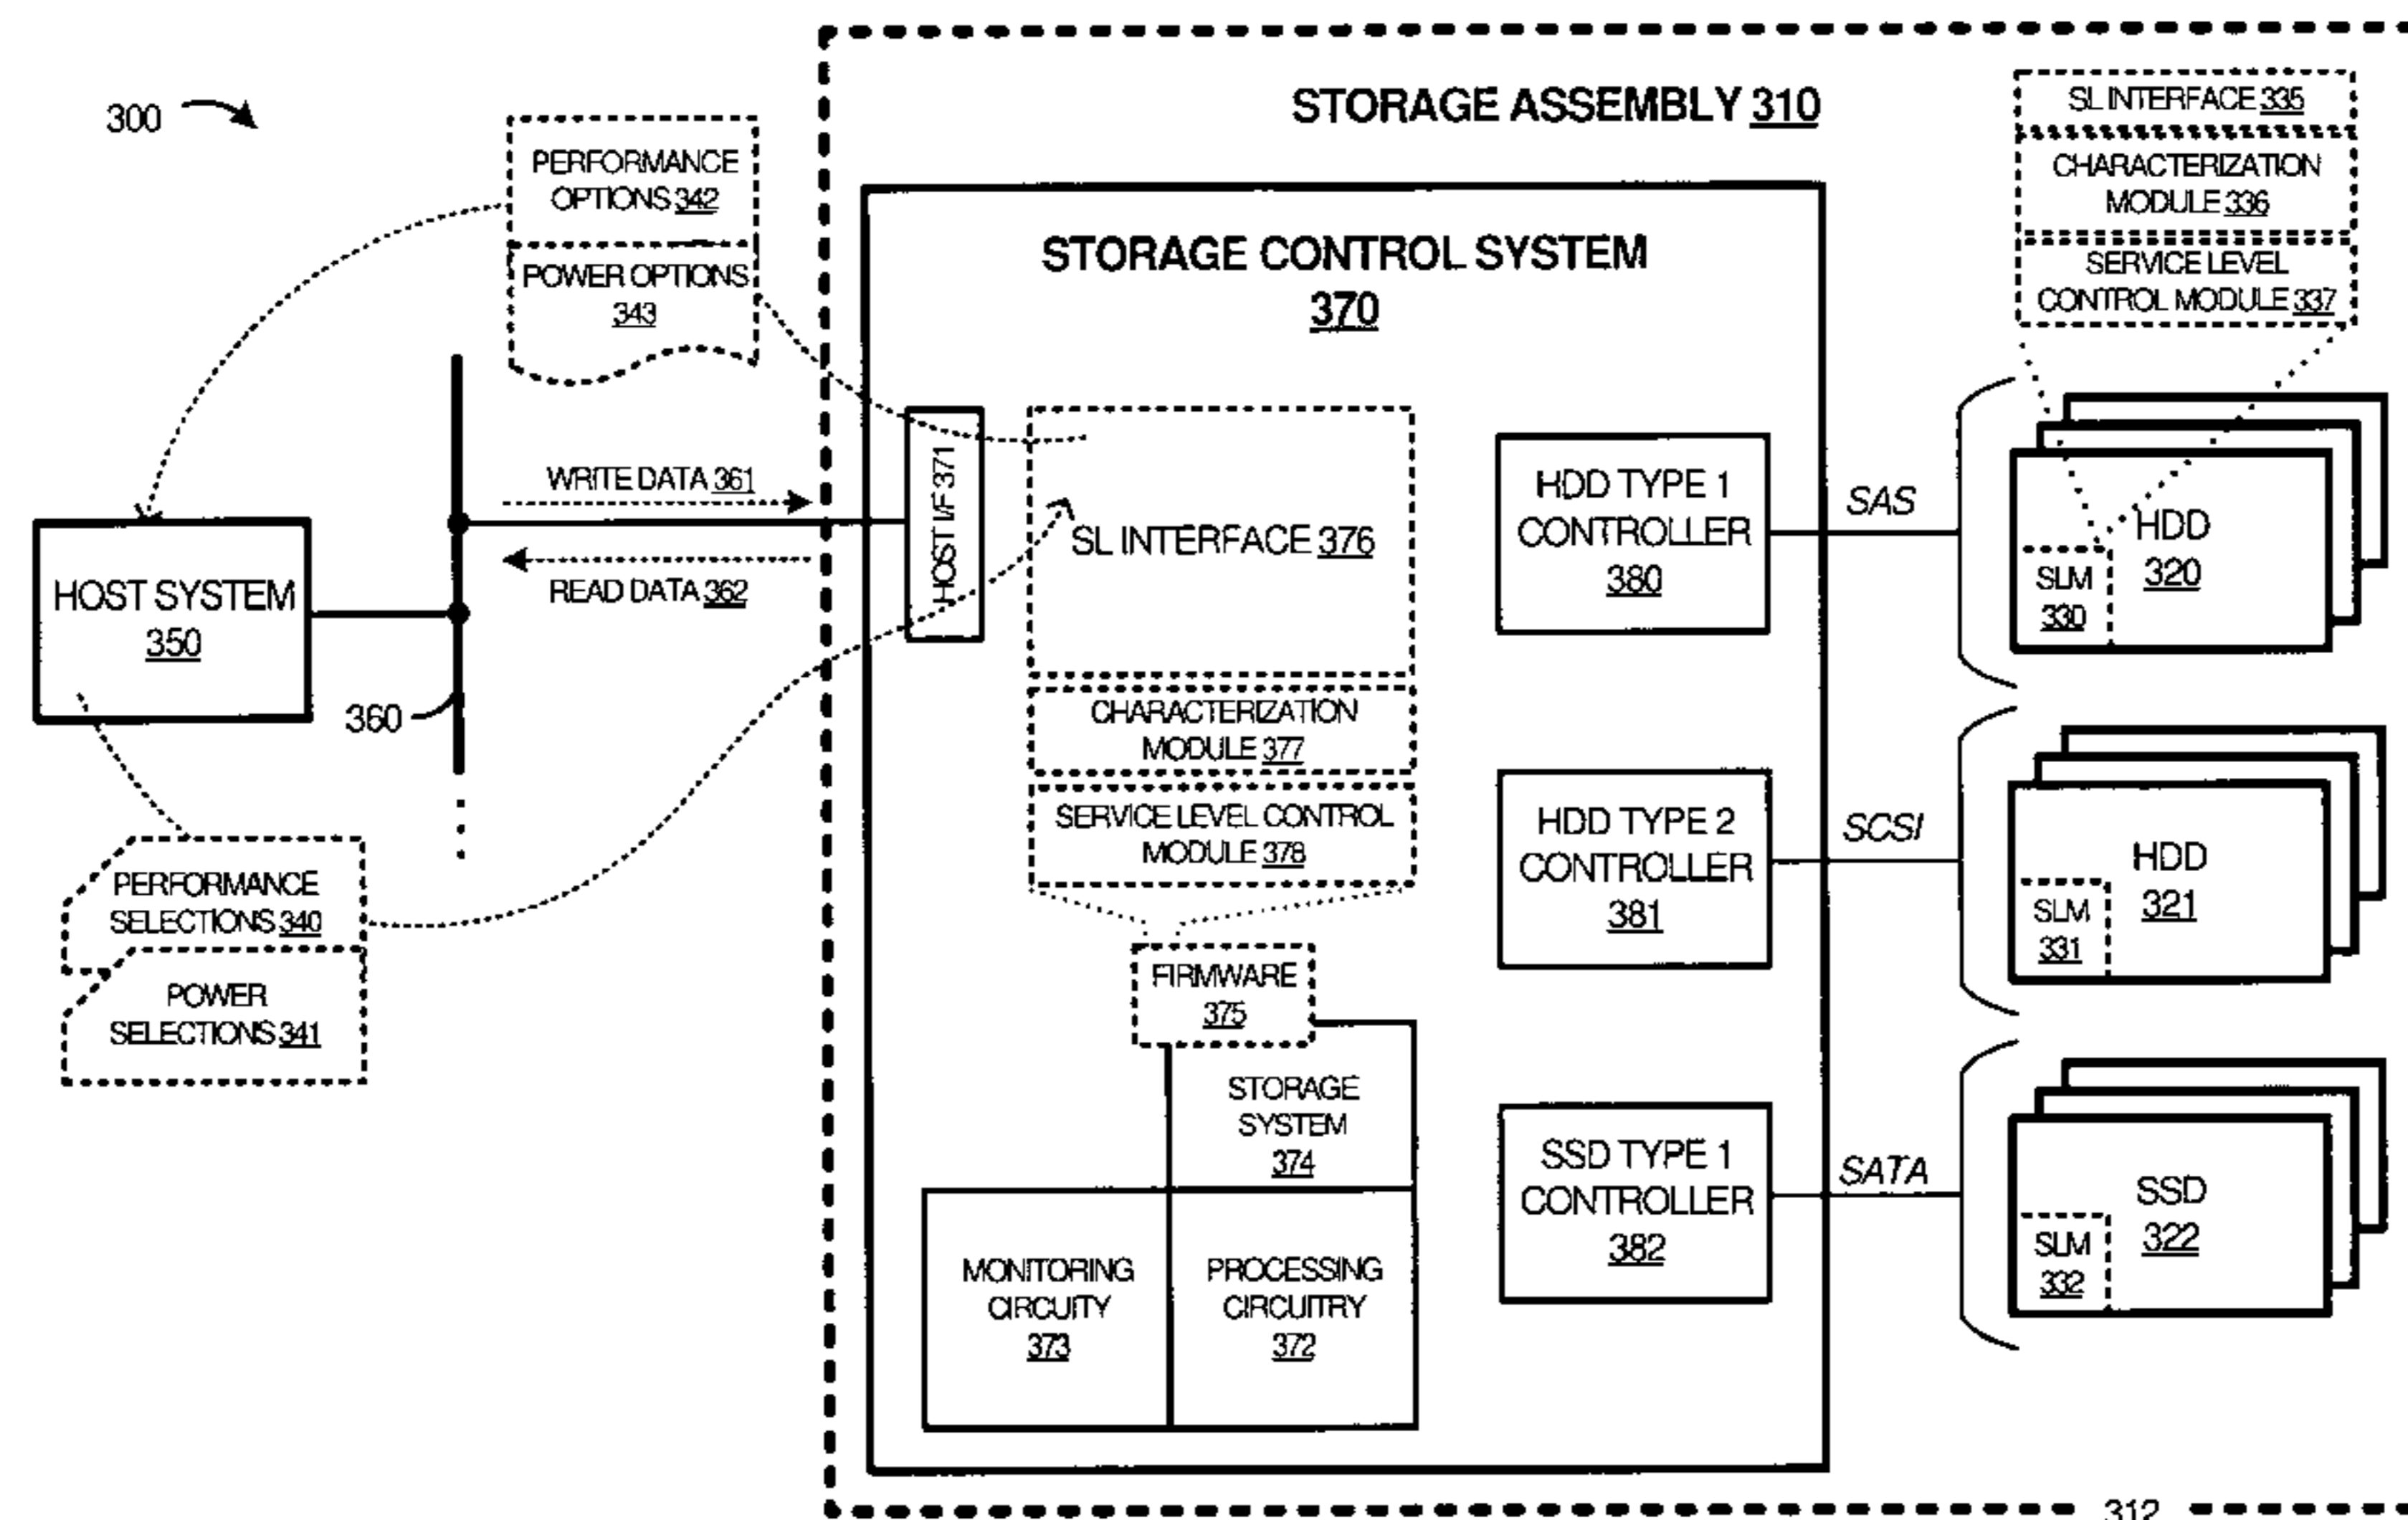 300
PERFORMANCE
OPTIONS 342
POWER OPTIONS
343
WRITE DATA 361
READ DATA 362
HOST SYSTEM
350
360
PERFORMANCE
SELECTIONS 340
POWER
SELECTIONS 341
STORAGE ASSEMBLY 310
STORAGE CONTROL SYSTEM
370
HOST I/F 371
SL INTERFACE 376
CHARACTERIZATION
MODULE 377
SERVICE LEVEL CONTROL
MODULE 378
FIRMWARE
375
STORAGE
SYSTEM
374
MONITORING
CIRCUITY
373
PROCESSING
CIRCUITRY
372
HDD TYPE 1
CONTROLLER
380
HDD TYPE 2
CONTROLLER
381
SSD TYPE 1
CONTROLLER
382
SAS
SCSI
SATA
SL INTERFACE 335
CHARACTERIZATION
MODULE 336
SERVICE LEVEL
CONTROL MODULE 337
HDD
320
SLM
330
HDD
321
SLM
331
SSD
322
SLM
332
312